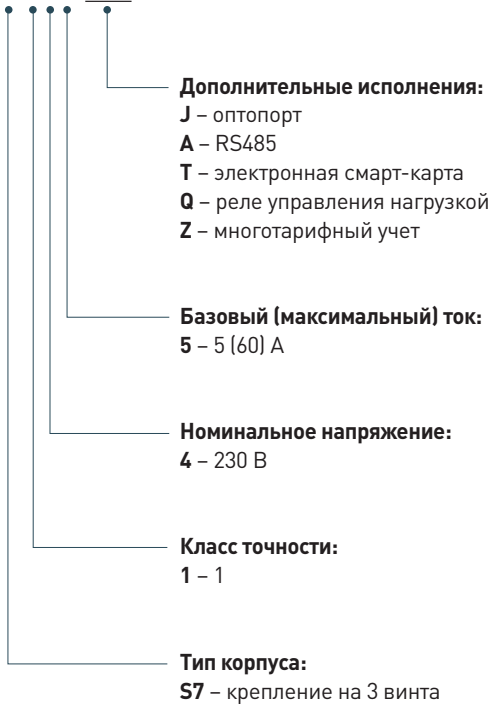 Дополнительные исполнения:
J – оптопорт
A – RS485
T – электронная смарт-карта
Q – реле управления нагрузкой
Z – многотарифный учет
Базовый (максимальный) ток:
5 – 5 (60) А
Номинальное напряжение:
4 – 230 В
Класс точности:
1 – 1
Тип корпуса:
S7 – крепление на 3 винта